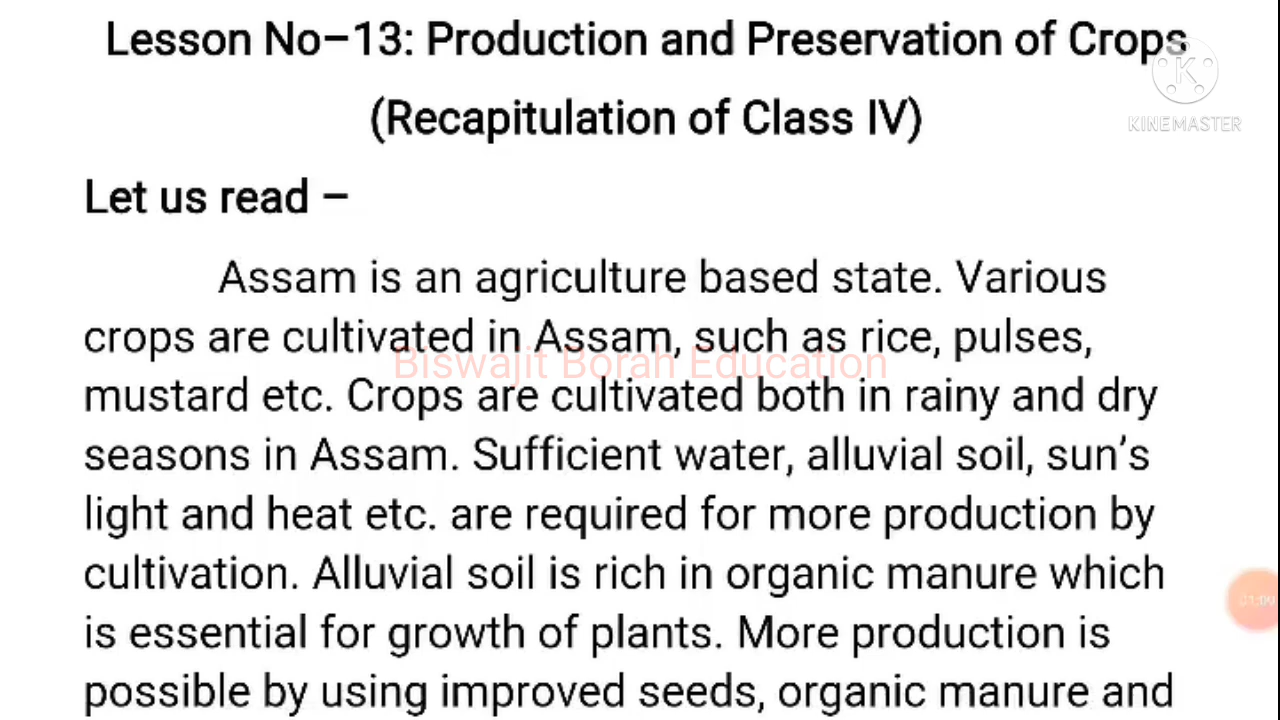 Lesson No–13: Production and Preservation of Crops
(Recapitulation of Class IV)
KINEMASTER
Let us read –
Assam is an agriculture based state. Various
crops are cultivated in Assam, such as rice, pulses,
Biswajit Borah Education
mustard etc. Crops are cultivated both in rainy and dry
seasons in Assam. Sufficient water, alluvial soil, sun’s
light and heat etc. are required for more production by
cultivation. Alluvial soil is rich in organic manure which
01:09
is essential for growth of plants. More production is
possible by using improved seeds, organic manure and